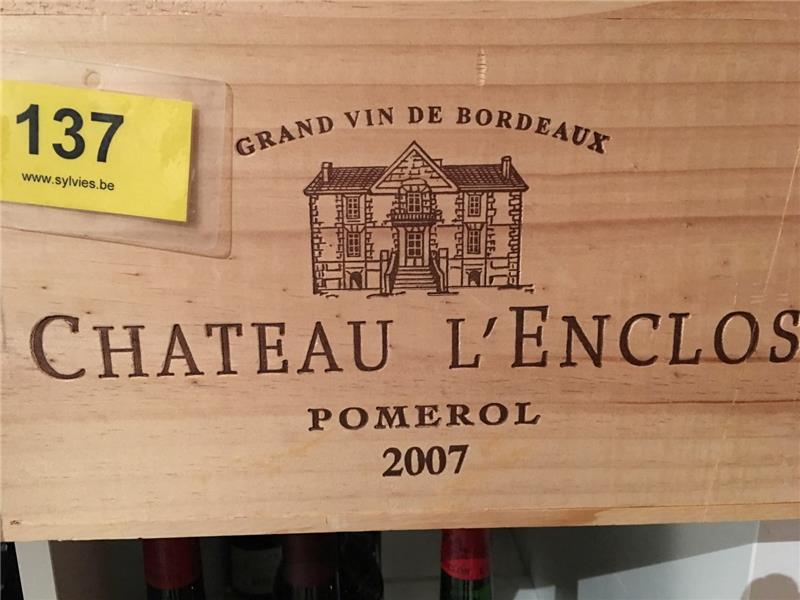 137
www.sylvies.be
GRAND VIN DE BORDEAUX
CHATEAU L'ENCLOS
POMEROL
2007